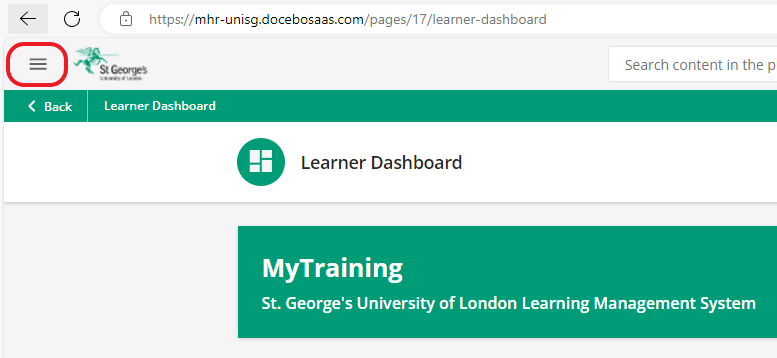 https://mhr-unisg.docebosaas.com/pages/17/learner-dashboard
St George's
University of London
Search content in the p
Back
Learner Dashboard
Learner Dashboard
MyTraining
St. George's University of London Learning Management System